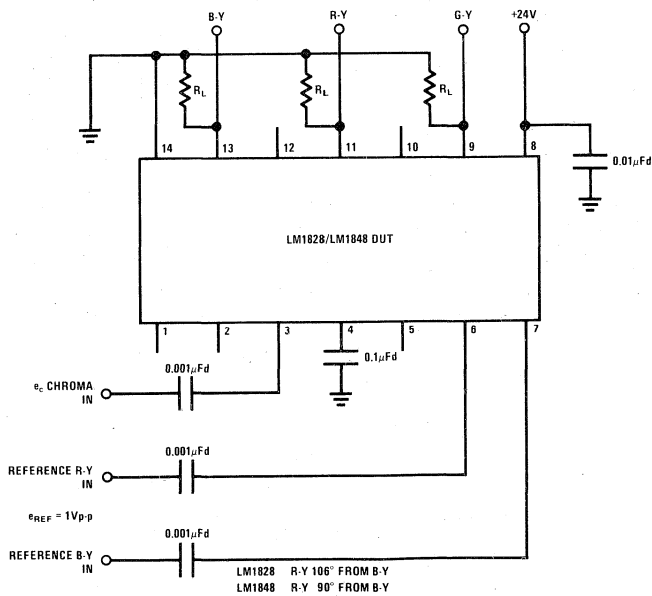 B-Y R-Y G-Y +24V
RL RL RL
14 13 12 11 10 9 8
0.01μFd
LM1828/LM1848 DUT
1 2 3 4 5 6 7
0.001μFd 0.1μFd
ec CHROMA
IN
0.001μFd
REFERENCE R-Y
IN
eREF = 1Vp-p
0.001μFd
REFERENCE B-Y
IN
LM1828 R-Y 106° FROM B-Y
LM1848 R-Y 90° FROM B-Y